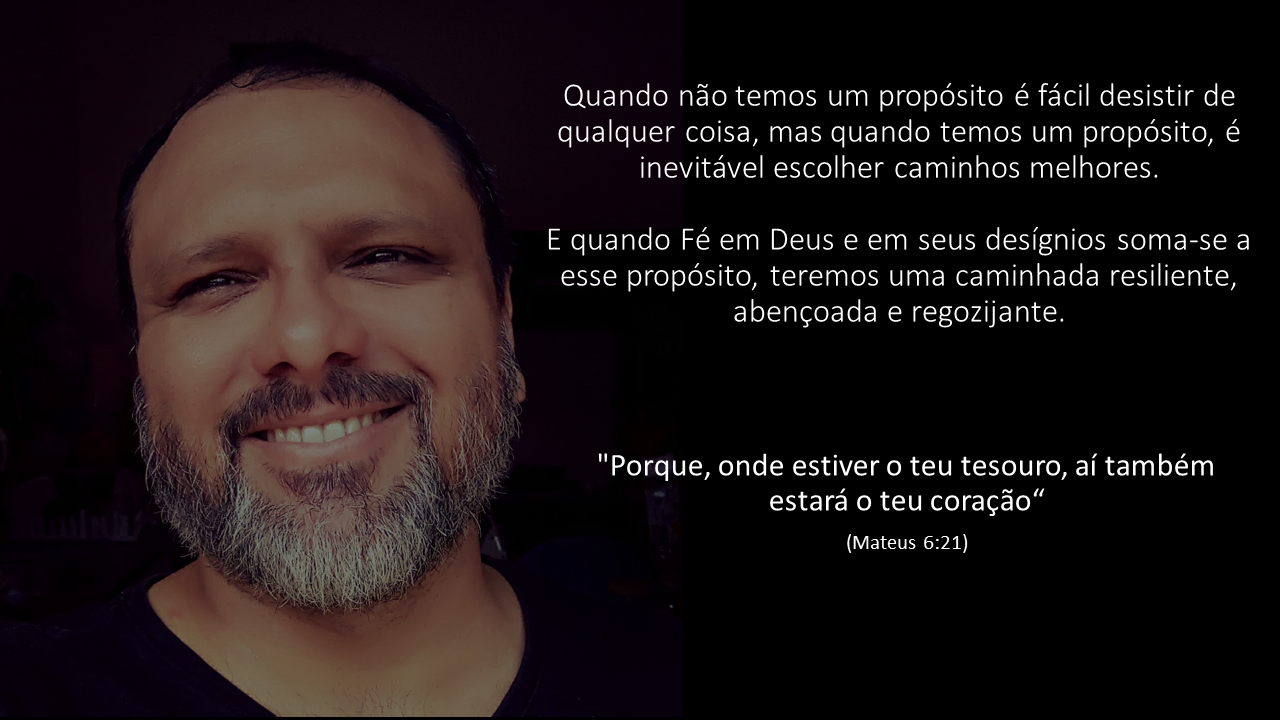 Quando não temos um propósito é fácil desistir de
qualquer coisa, mas quando temos um propósito, é
inevitável escolher caminhos melhores.
E quando Fé em Deus e em seus desígnios soma-se a
esse propósito, teremos uma caminhada resiliente,
abençoada e regozijante.
"Porque, onde estiver o teu tesouro, aí também
estará o teu coração“
(Mateus 6:21)